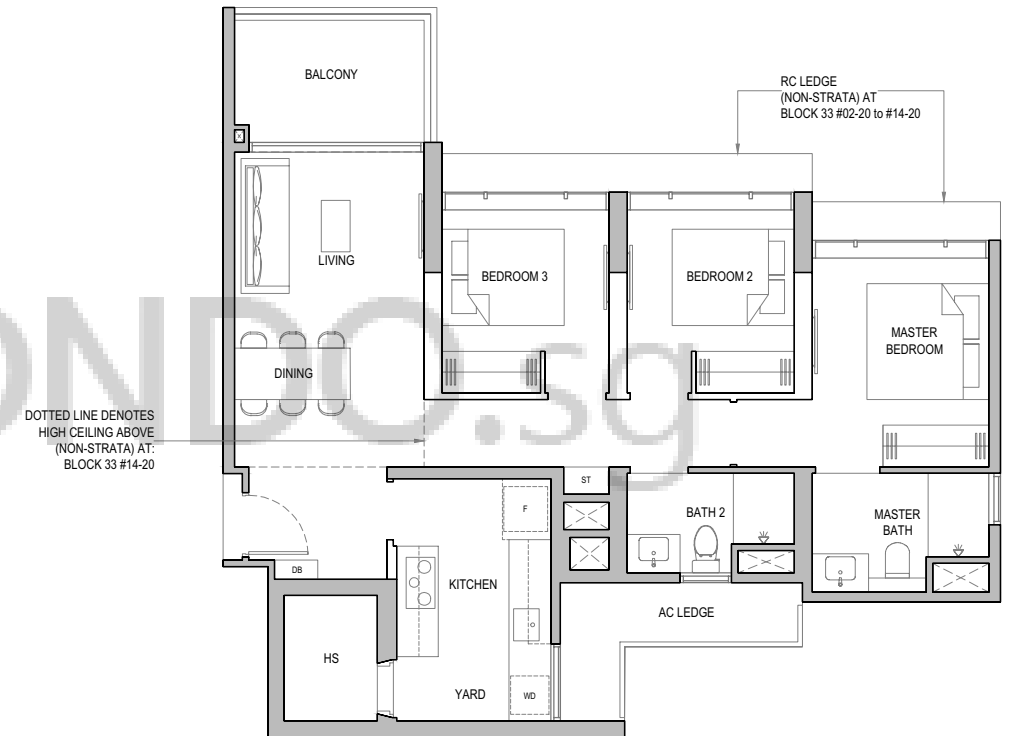 BALCONY
RC LEDGE
(NON-STRATA) AT
BLOCK 33 #02-20 to #14-20
LIVING
BEDROOM 3
BEDROOM 2
MASTER
BEDROOM
DINING
ONDO.sg
DOTTED LINE DENOTES
HIGH CEILING ABOVE
(NON-STRATA) AT:
BLOCK 33 #14-20
ST
F
BATH 2
MASTER
BATH
DB
KITCHEN
AC LEDGE
HS
YARD
WD